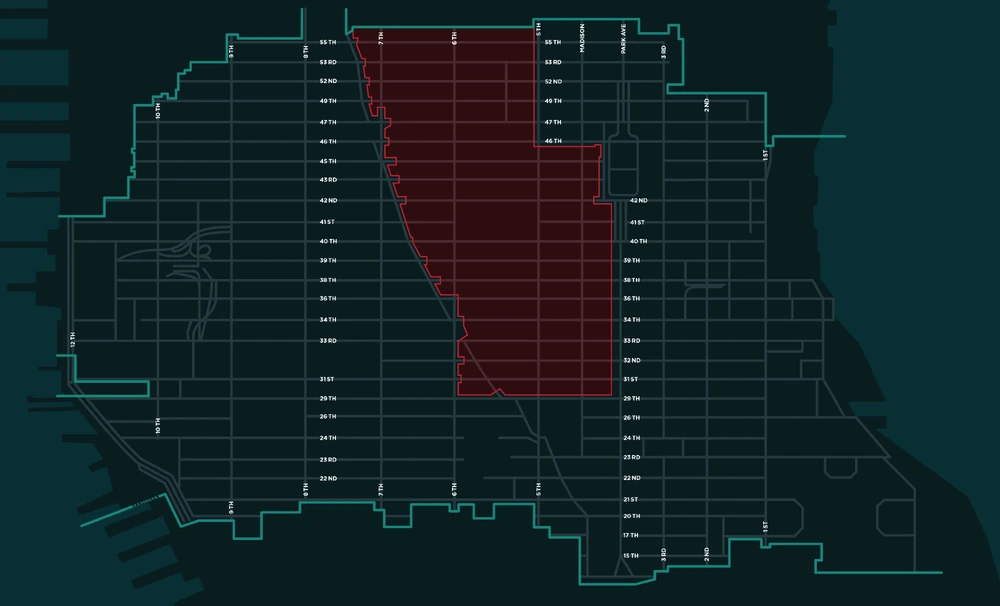 5 TH
MADISON
PARK AVE
7 TH
6 TH
55 TH
55 TH
9 TH
8 TH
3 RD
53 RD
53 RD
52 ND
52 ND
49 TH
49 TH
10 TH
2 ND
47 TH
47 TH
46 TH
46 TH
45 TH
1 ST
43 RD
42 ND
42 ND
41 ST
41 ST
40 TH
40 TH
39 TH
39 TH
38 TH
38 TH
36 TH
36 TH
34 TH
34 TH
12 TH
33 RD
33 RD
32 ND
32 ND
31 ST
31 ST
29 TH
29 TH
26 TH
26 TH
10 TH
24 TH
24 TH
23 RD
23 RD
22 ND
22 ND
8 TH
7 TH
6 TH
5 TH
9 TH
21 ST
20 TH
1 ST
17 TH
15 TH
3 RD
2 ND